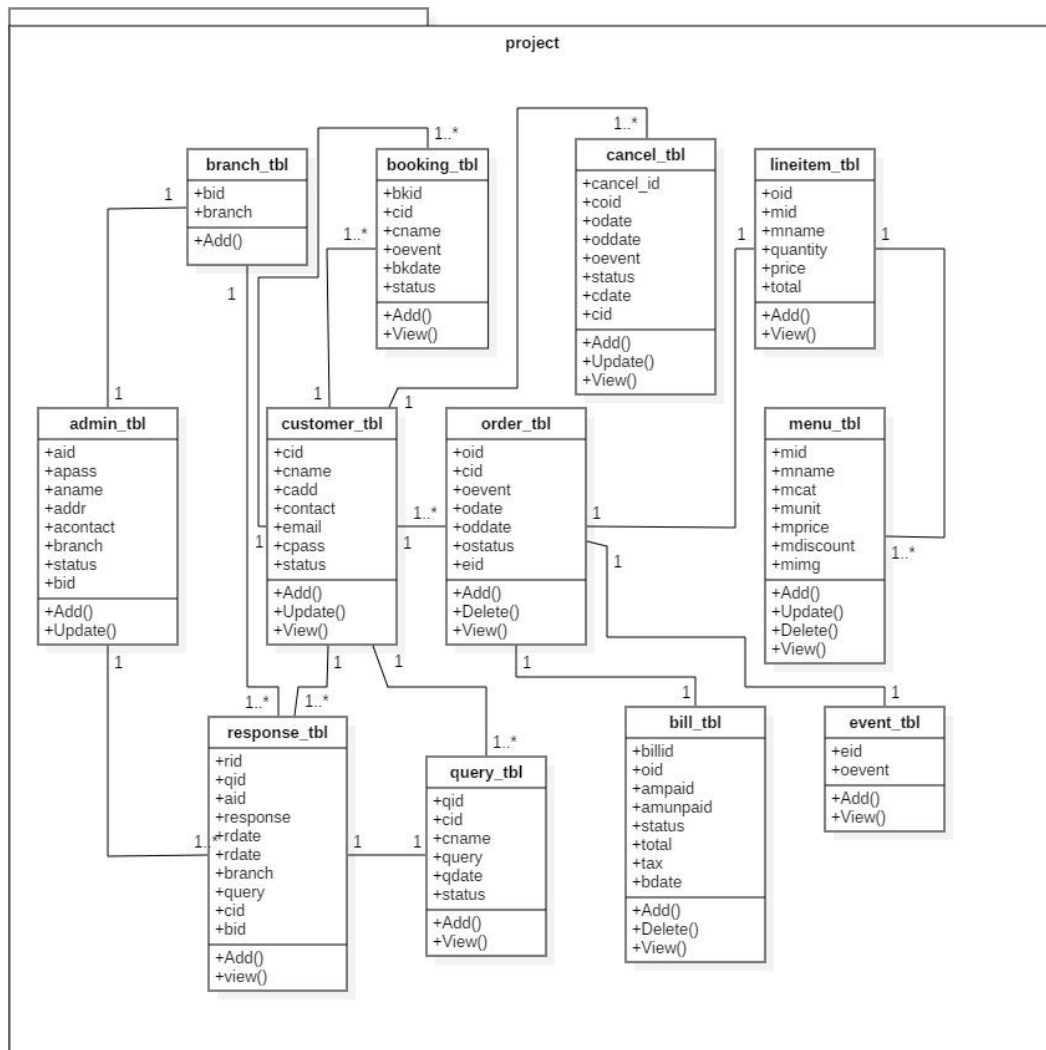 project
1..*
1..*
branch_tbl
+bid
+branch
+Add()
booking_tbl
+bkid
+cid
+cname
+oevent
+bkdate
+status
+Add()
+View()
cancel_tbl
+cancel_id
+coid
+odate
+oddate
+oevent
+status
+cdate
+cid
+Add()
+Update()
+View()
lineitem_tbl
+oid
+mid
+mname
+quantity
+price
+total
+Add()
+View()
1
1..*
1
1
1
1
1
1
admin_tbl
+aid
+apass
+aname
+addr
+acontact
+branch
+status
+bid
+Add()
+Update()
customer_tbl
+cid
+cname
+cadd
+contact
+email
+cpass
+status
+Add()
+Update()
+View()
order_tbl
+oid
+cid
+oevent
+odate
+oddate
+ostatus
+eid
+Add()
+Delete()
+View()
menu_tbl
+mid
+mname
+mcat
+munit
+mprice
+mdiscount
+mimg
+Add()
+Update()
+Delete()
+View()
1..*
1
1
1
1
1..*
1
1
1
1
1..*
1..*
1
1
response_tbl
+rid
+qid
+aid
+response
+rdate
+rdate
+branch
+query
+cid
+bid
+Add()
+view()
1..*
query_tbl
+qid
+cid
+cname
+query
+qdate
+status
+Add()
+View()
bill_tbl
+billid
+oid
+ampaid
+amunpaid
+status
+total
+tax
+bdate
+Add()
+Delete()
+View()
event_tbl
+eid
+oevent
+Add()
+View()
1..*
1
1